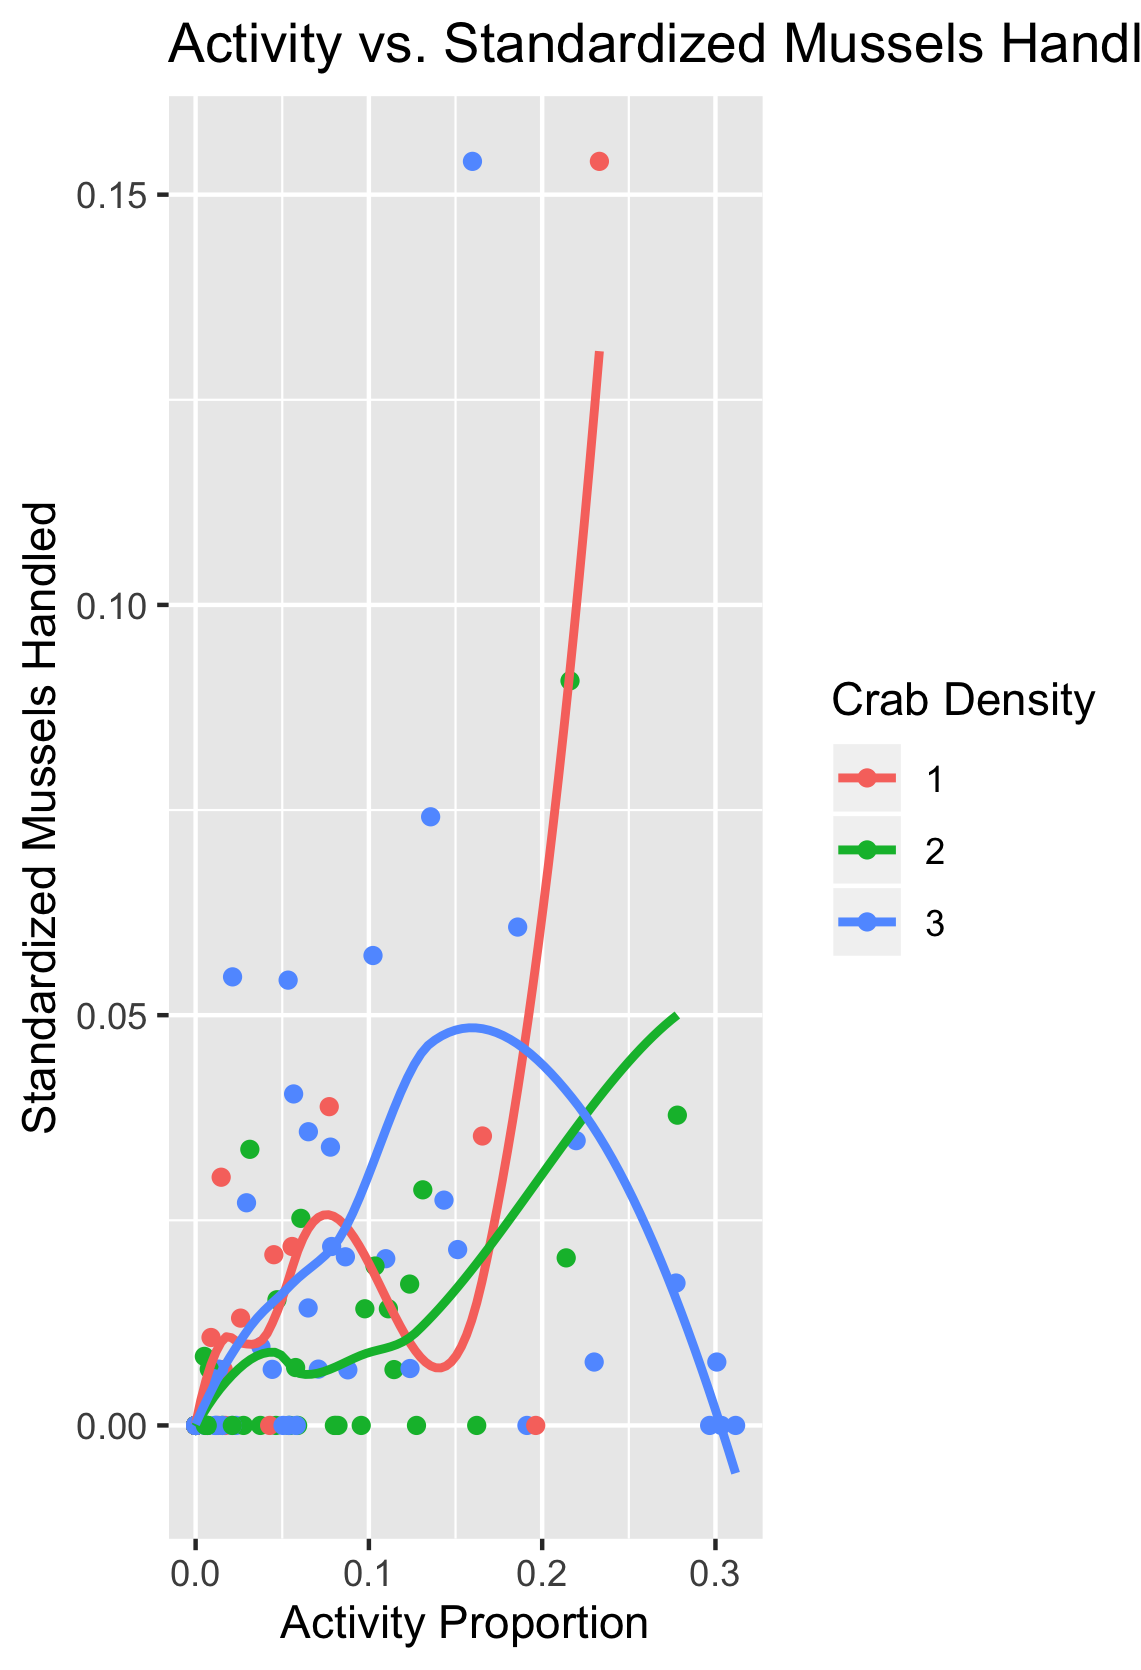 Activity vs. Standardized Mussels Handl
0.15
0.10
0.05
0.00
Standardized Mussels Handled
0.0 0.1 0.2 0.3
Activity Proportion
Crab Density
1
2
3